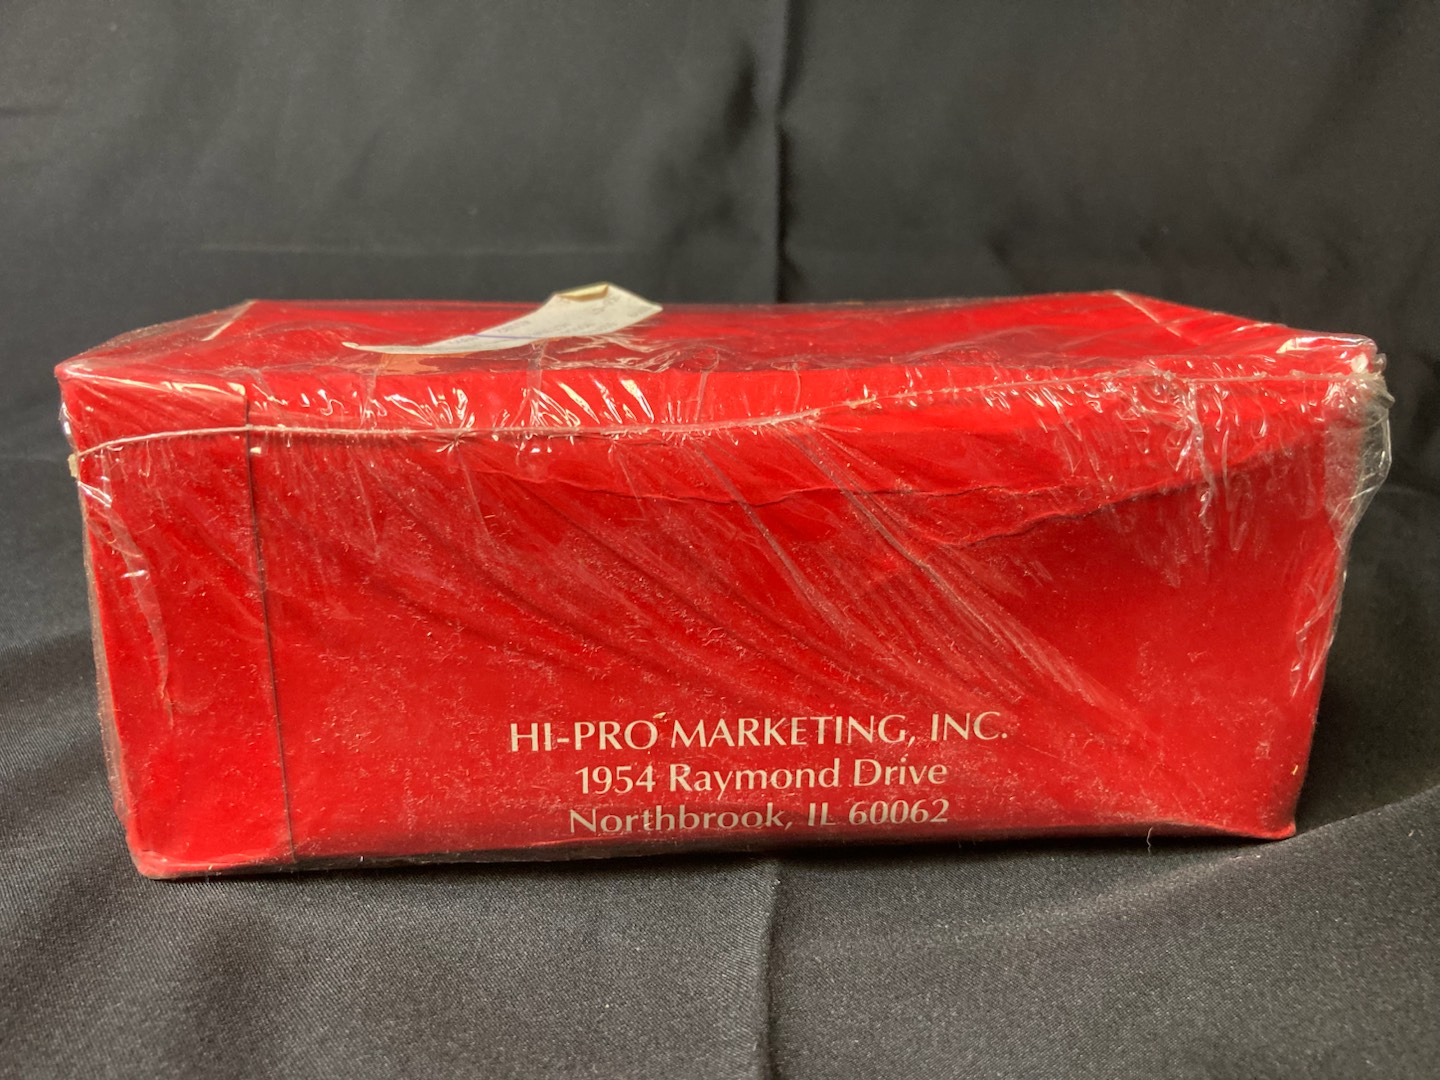 HI-PRO MARKETING, INC.
1954 Raymond Drive
Northbrook, IL 60062